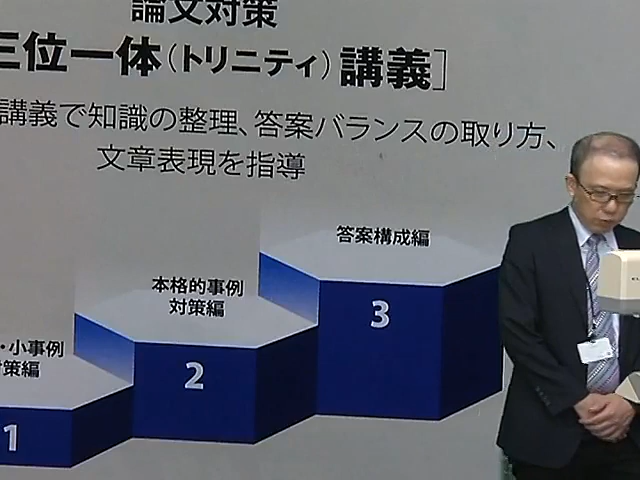 論文対策
三位一体(トリニティ)講義]
講義で知識の整理、答案バランスの取り方、
文章表現を指導
答案構成編
本格的事例
対策編
・小事例
対策編
3
2
1